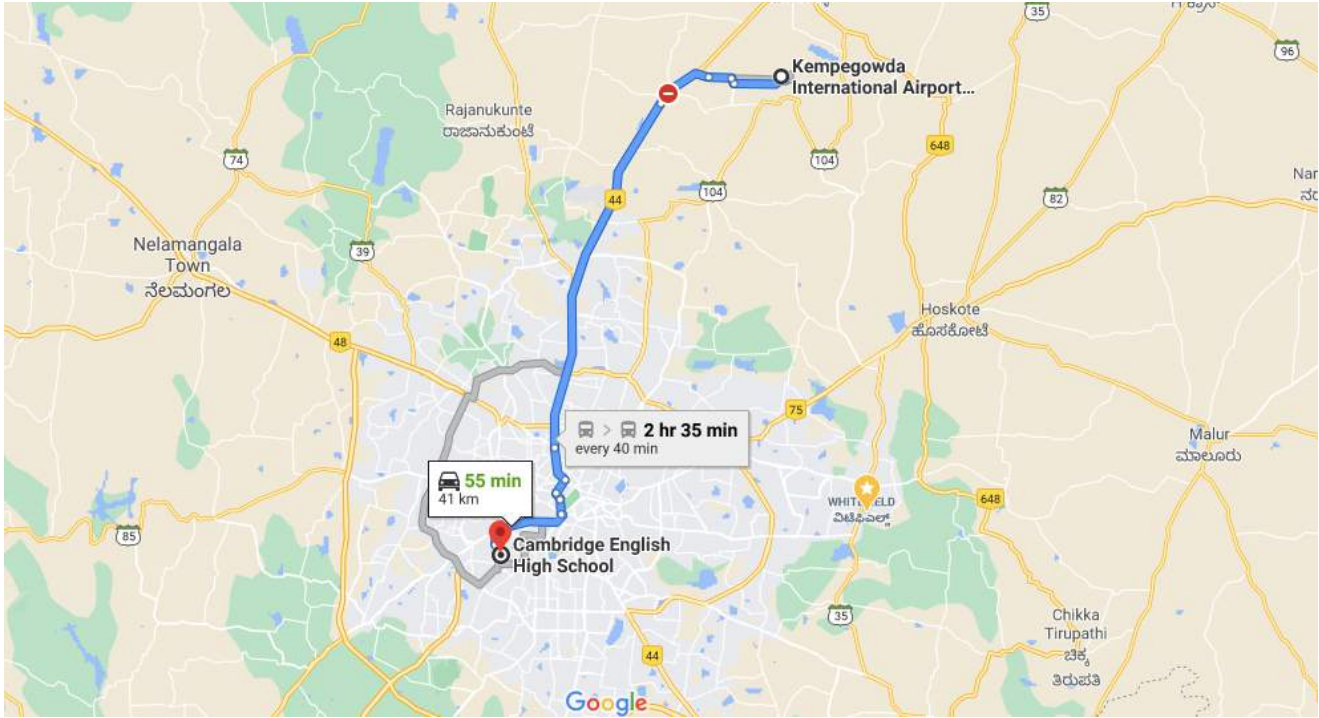 35
Kempegowda
International Airport...
96
Rajanukunte
ರಾಜಾನುಕುಂಟೆ
74
648
104
104
44
82
Nelamangala
Town
ನೆಲಮಂಗಲ
39
Hoskote
ಹೊಸಕೋಟೆ
48
75
2 hr 35 min
every 40 min
Malur
ಮಾಲೂರು
55 min
41 km
648
85
Cambridge English
High School
35
Chikka
Tirupathi
ಚಿಕ್ಕ
ತಿರುಪತಿ
44
Google